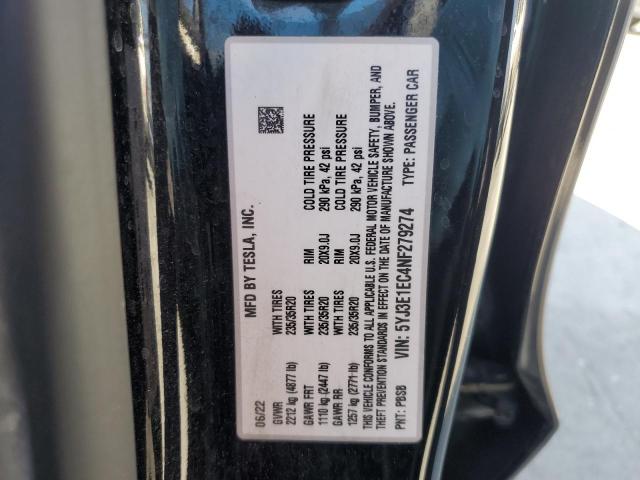 MFD BY TESLA, INC.
06/22
GVWR WITH TIRES RIM COLD TIRE PRESSURE
2212 kg (4877 lb) 235/35R20 20X9.0J 290 kPa, 42 psi
GAWR FRT WITH TIRES RIM COLD TIRE PRESSURE
1110 kg (2447 lb) 235/35R20 20X9.0J 290 kPa, 42 psi
GAWR RR WITH TIRES
1257 kg (2771 lb) 235/35R20
THIS VEHICLE CONFORMS TO ALL APPLICABLE U.S. FEDERAL MOTOR VEHICLE SAFETY, BUMPER, AND
THEFT PREVENTION STANDARDS IN EFFECT ON THE DATE OF MANUFACTURE SHOWN ABOVE.
VIN: 5YJ3E1EC4NF279274
PNT: PBSB TYPE: PASSENGER CAR